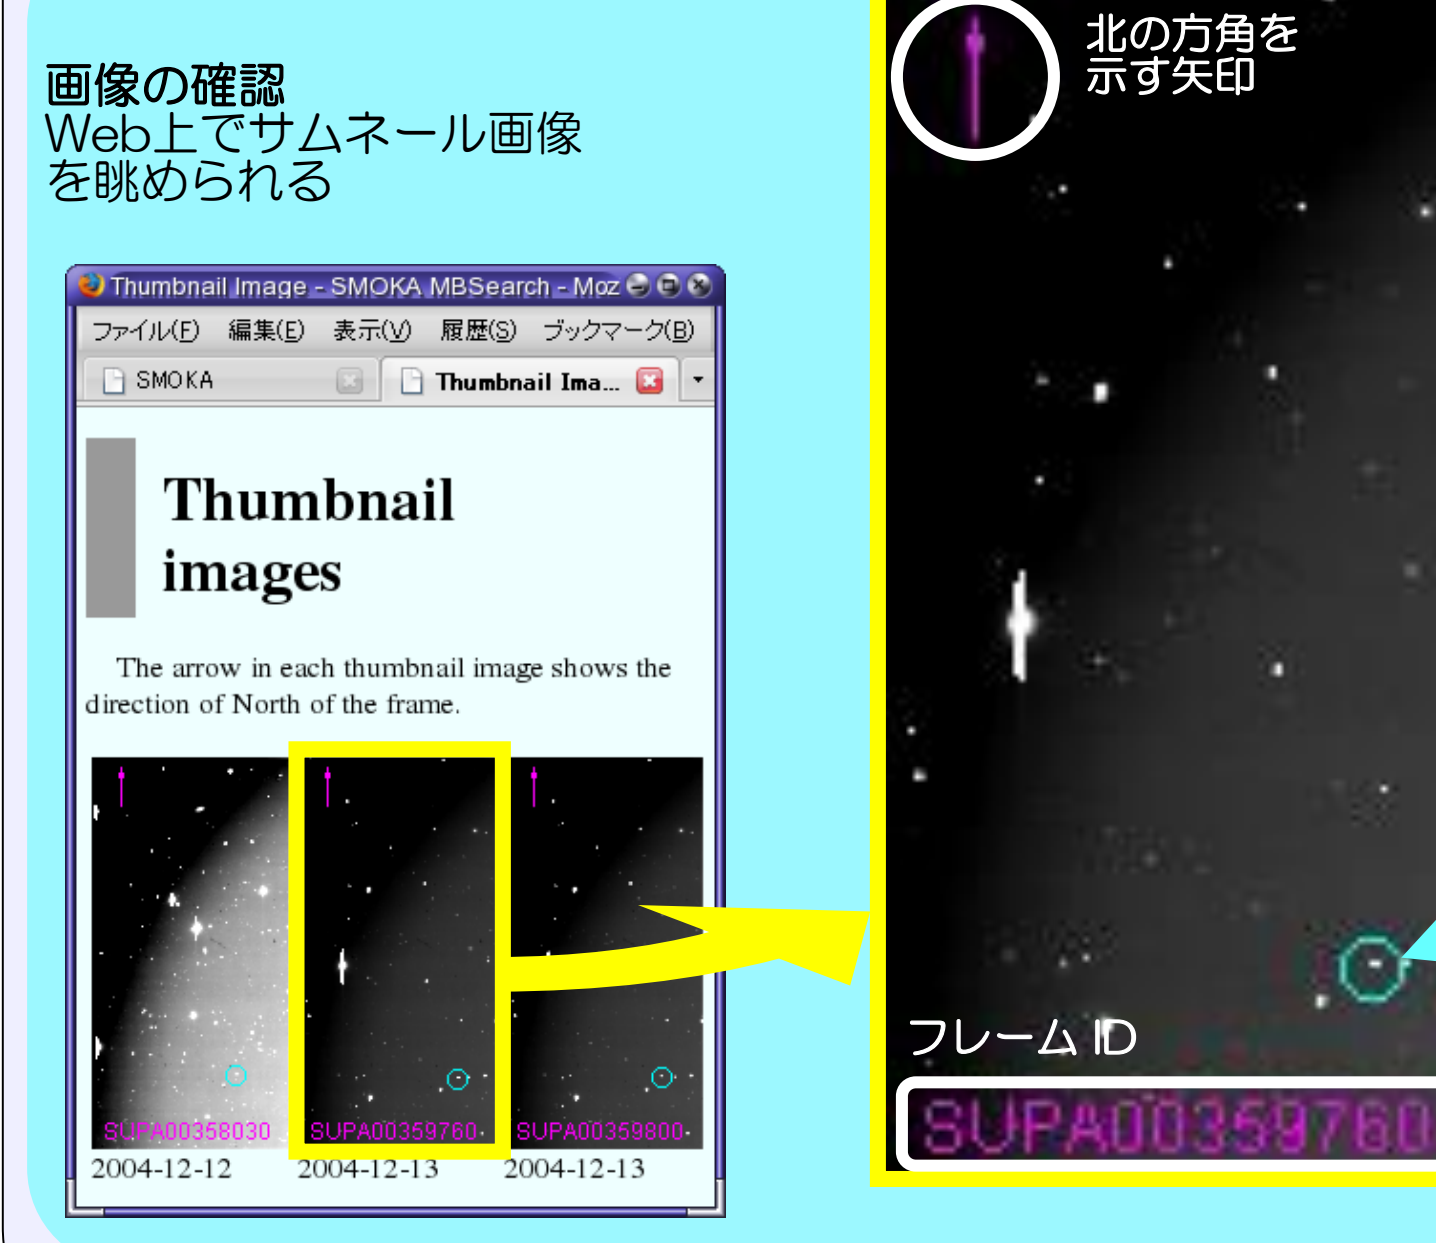 画像の確認
Web上でサムネール画像
を眺められる
Thumbnail Image - SMOKA MBSearch - Moz
ファイル(F) 編集(E) 表示(V) 履歴(S) ブックマーク(B)
SMOKA
Thumbnail Ima...
Thumbnail
images
The arrow in each thumbnail image shows the
direction of North of the frame.
SUPA00358030
SUPA00359760
SUPA00359800
2004-12-12
2004-12-13
2004-12-13
北の方角を
示す矢印
フレームID
SUPA00359760